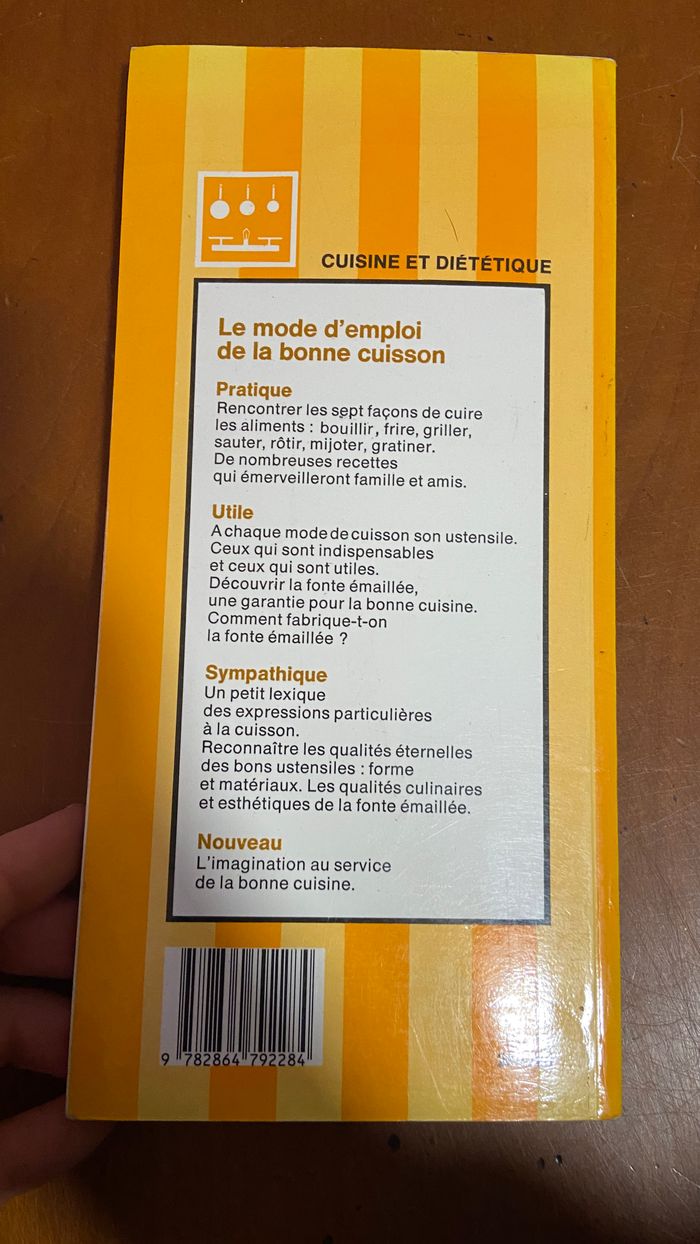 CUISINE ET DIÉTÉTIQUE
Le mode d'emploi
de la bonne cuisson
Pratique
Rencontrer les sept façons de cuire
les aliments : bouillir, frire, griller,
sauter, rôtir, mijoter, gratiner.
De nombreuses recettes
qui émerveilleront famille et amis.
Utile
A chaque mode de cuisson son ustensile.
Ceux qui sont indispensables
et ceux qui sont utiles.
Découvrir la fonte émaillée,
une garantie pour la bonne cuisine.
Comment fabrique-t-on
la fonte émaillée ?
Sympathique
Un petit lexique
des expressions particulières
à la cuisson.
Reconnaître les qualités éternelles
des bons ustensiles : forme
et matériaux. Les qualités culinaires
et esthétiques de la fonte émaillée.
Nouveau
L'imagination au service
de la bonne cuisine.
9 782864 792284